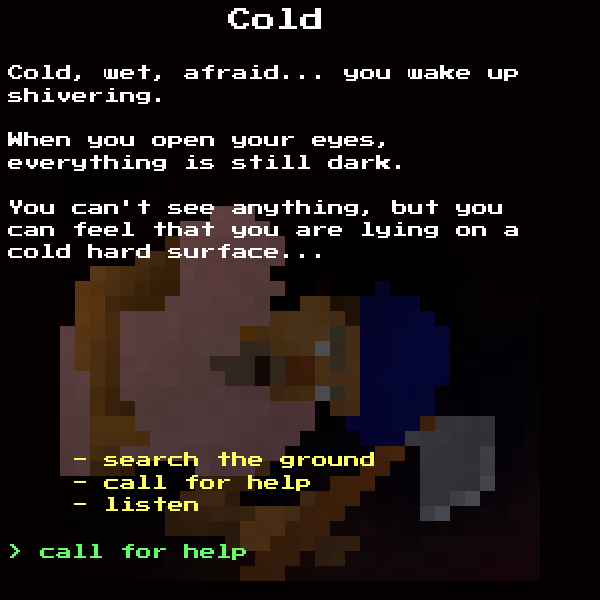 Cold
Cold, wet, afraid... you wake up
shivering.
When you open your eyes,
everything is still dark.
You can't see anything, but you
can feel that you are lying on a
cold hard surface...
- search the ground
- call for help
- listen
> call for help